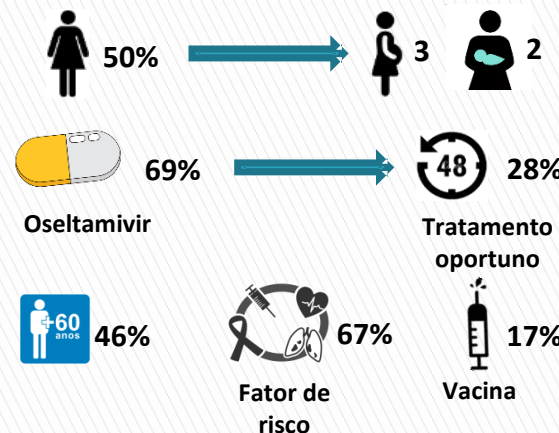 50%
3
2
69%
48
28%
Oseltamivir
Tratamento
oportuno
+60
anos
46%
67%
17%
Fator de
risco
Vacina